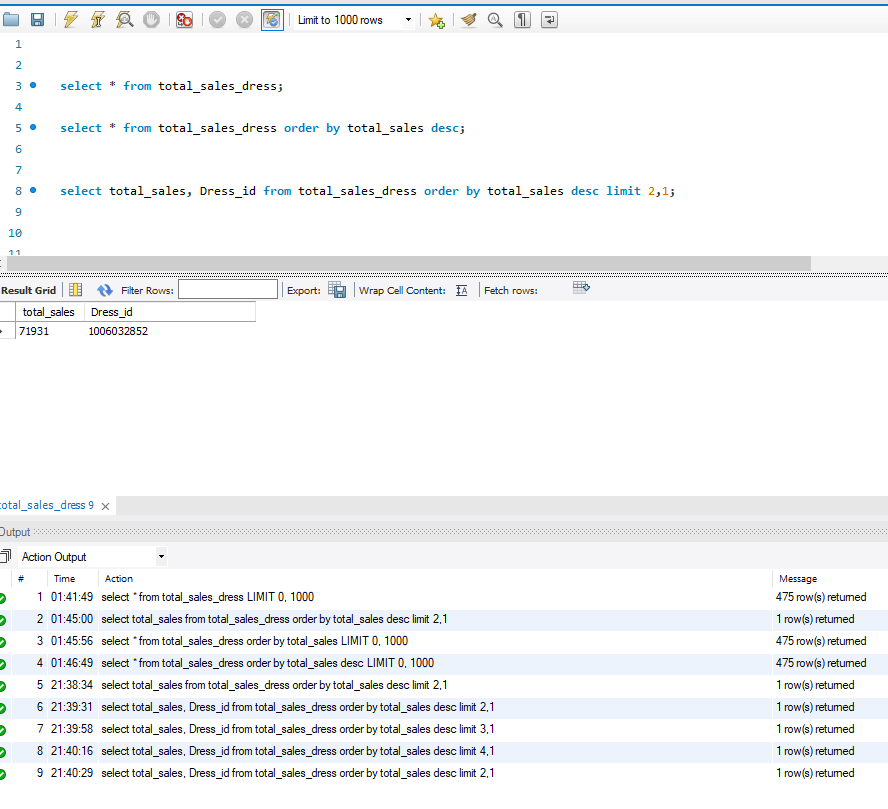 Limit to 1000 rows
1
2
3 select * from total_sales_dress;
4
5 select * from total_sales_dress order by total_sales desc;
6
7
8 select total_sales, Dress_id from total_sales_dress order by total_sales desc limit 2,1;
9
10
11
Result Grid Filter Rows: Export: Wrap Cell Content: Fetch rows:
total_sales Dress_id
71931 1006032852
total_sales_dress 9
Output
Action Output
# Time Action Message
1 01:41:49 select * from total_sales_dress LIMIT 0, 1000 475 row(s) returned
2 01:45:00 select total_sales from total_sales_dress order by total_sales desc limit 2,1 1 row(s) returned
3 01:45:56 select * from total_sales_dress order by total_sales LIMIT 0, 1000 475 row(s) returned
4 01:46:49 select * from total_sales_dress order by total_sales desc LIMIT 0, 1000 475 row(s) returned
5 21:38:34 select total_sales from total_sales_dress order by total_sales desc limit 2,1 1 row(s) returned
6 21:39:31 select total_sales, Dress_id from total_sales_dress order by total_sales desc limit 2,1 1 row(s) returned
7 21:39:58 select total_sales, Dress_id from total_sales_dress order by total_sales desc limit 3,1 1 row(s) returned
8 21:40:16 select total_sales, Dress_id from total_sales_dress order by total_sales desc limit 4,1 1 row(s) returned
9 21:40:29 select total_sales, Dress_id from total_sales_dress order by total_sales desc limit 2,1 1 row(s) returned